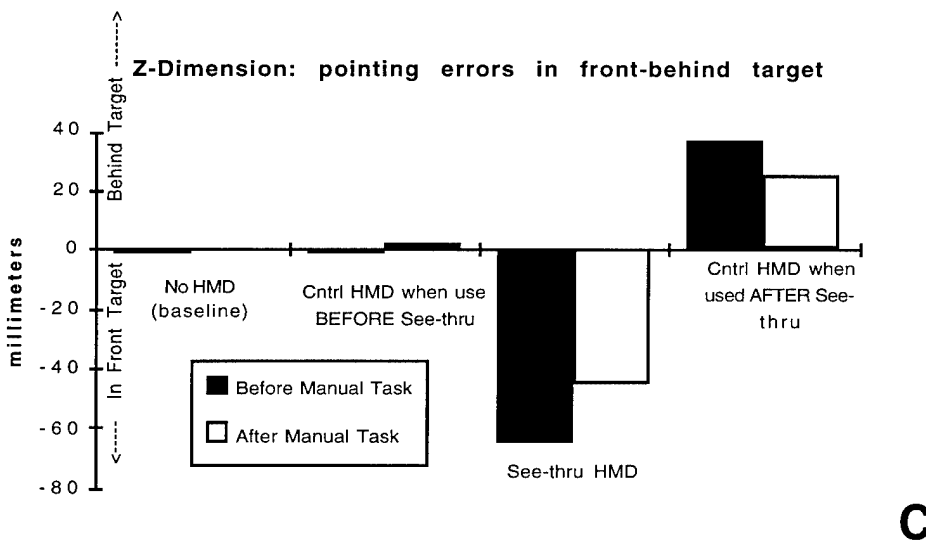 Z-Dimension: pointing errors in front-behind target
Behind Target ---->
<---- In Front Target
millimeters
40
20
0
-20
-40
-60
-80
No HMD
(baseline)
Cntrl HMD when use
BEFORE See-thru
See-thru HMD
Cntrl HMD when
used AFTER See-
thru
Before Manual Task
After Manual Task
C